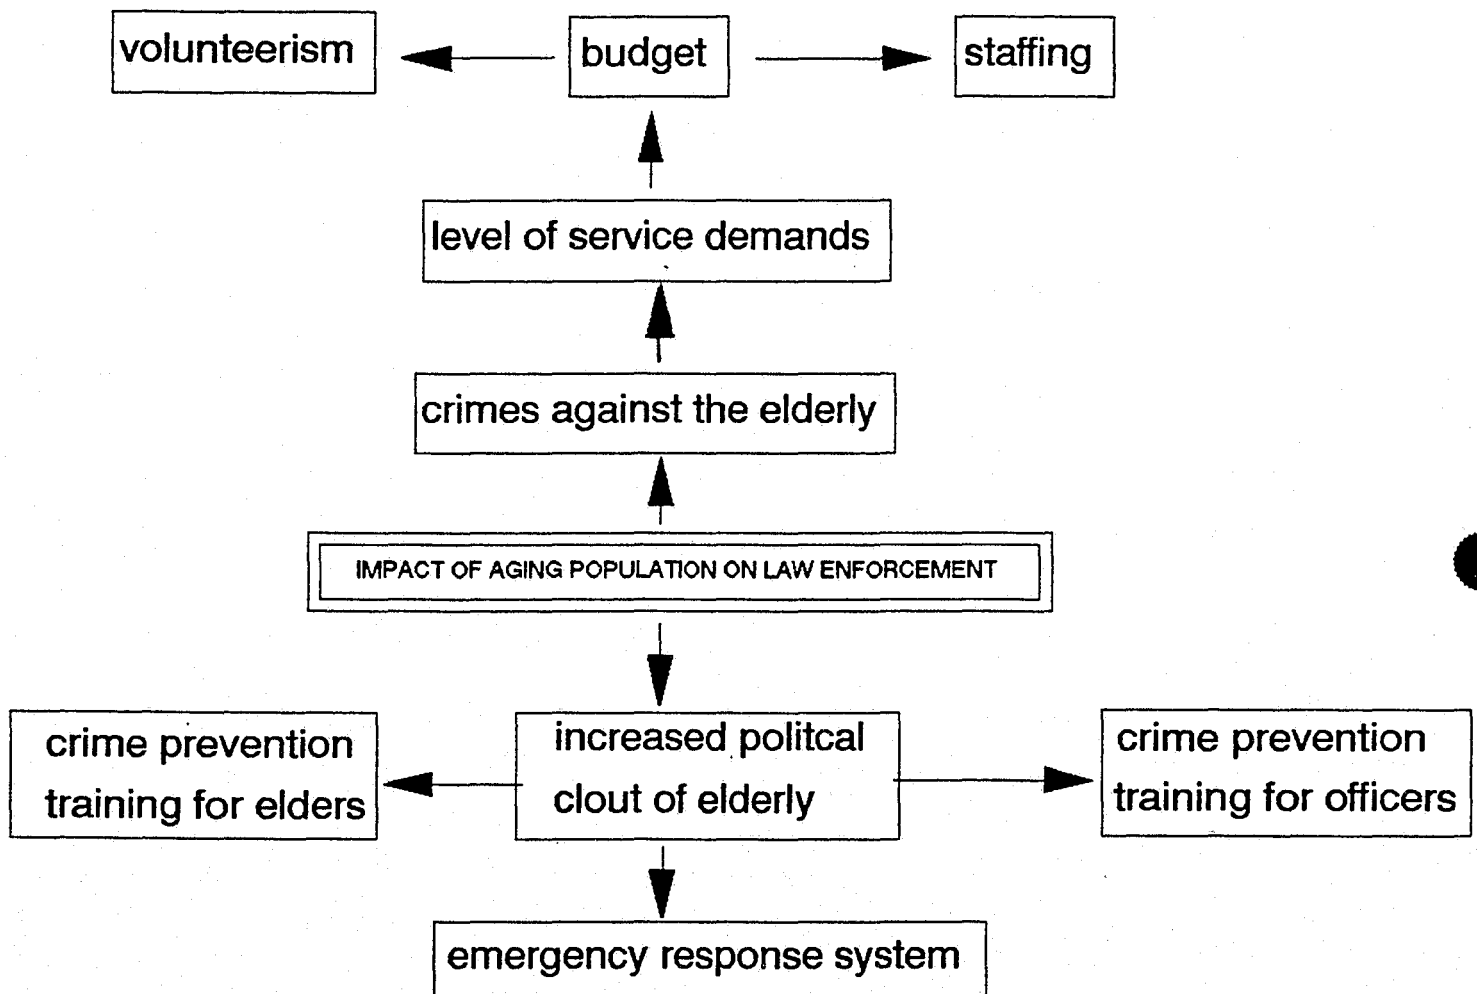 volunteerism
budget
staffing
level of service demands
crimes against the elderly
IMPACT OF AGING POPULATION ON LAW ENFORCEMENT
crime prevention
training for elders
increased politcal
clout of elderly
crime prevention
training for officers
emergency response system